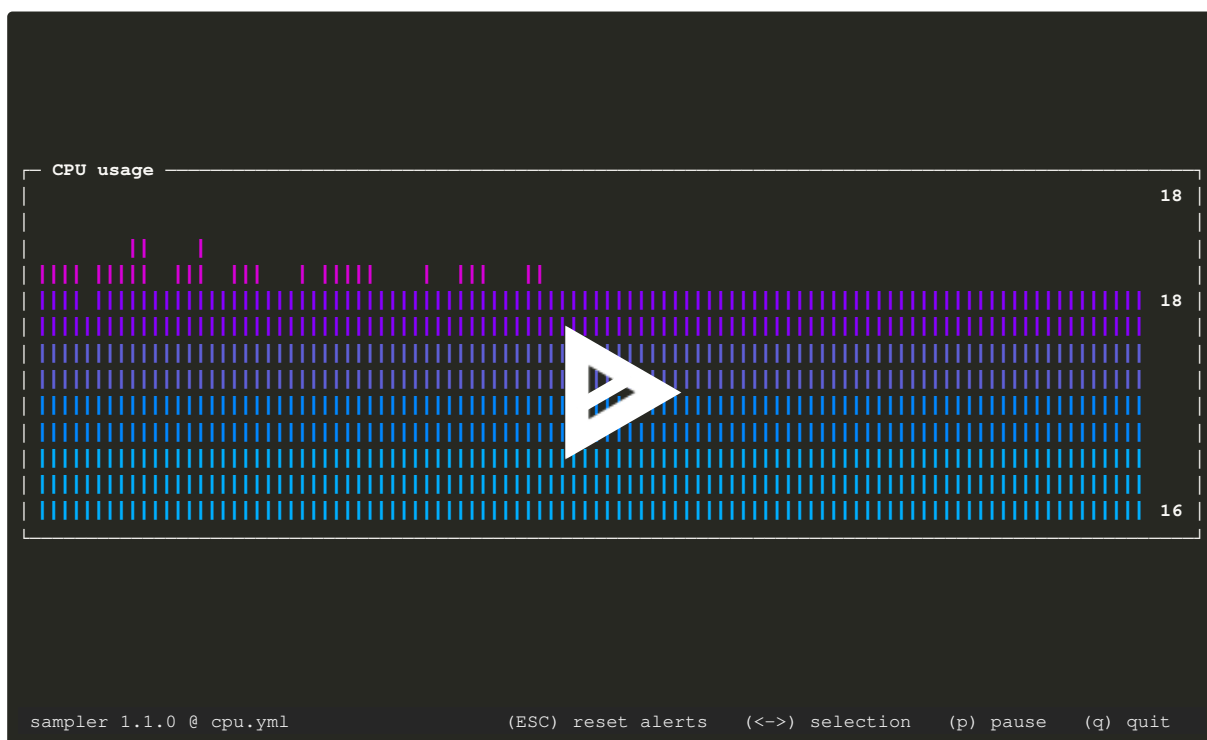 CPU usage
18
18
16
sampler 1.1.0 @ cpu.yml (ESC) reset alerts (<->) selection (p) pause (q) quit